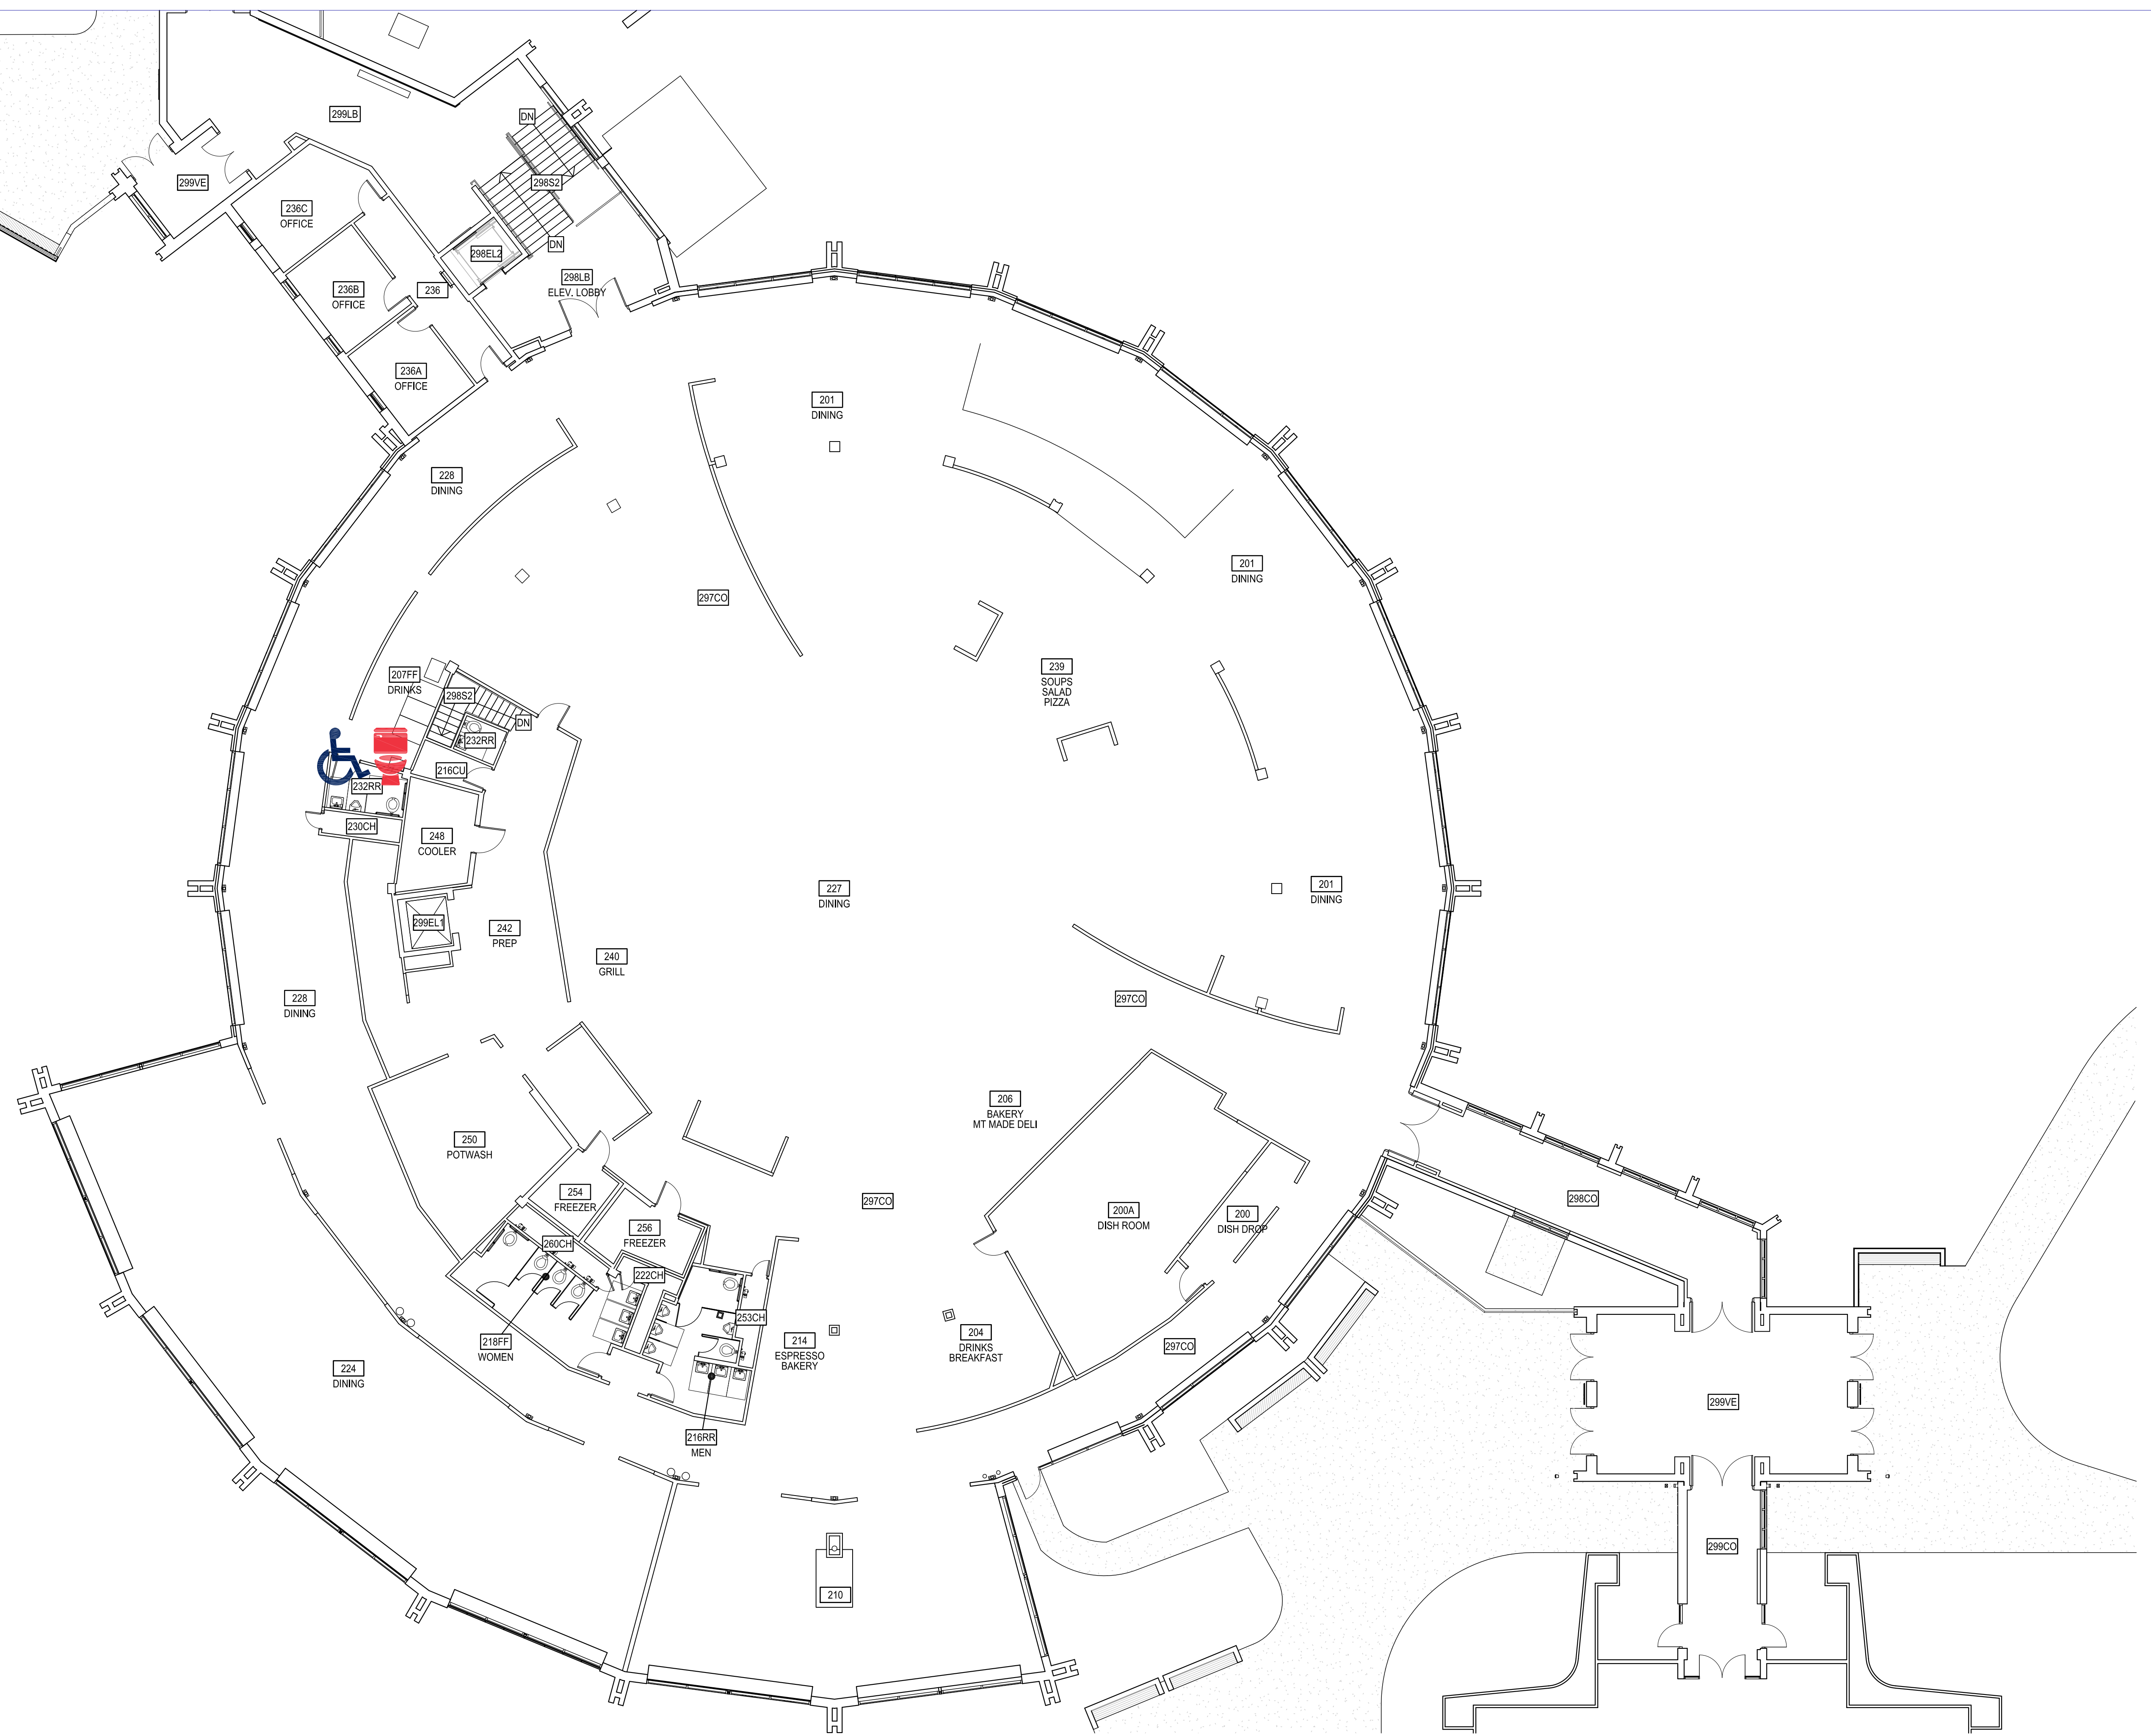 299LB
DN
299VE
298S2
236C
OFFICE
DN
298EL2
298LB
ELEV. LOBBY
236B
OFFICE
236
236A
OFFICE
201
DINING
228
DINING
201
DINING
297CO
239
SOUPS
SALAD
PIZZA
207FF
DRINKS
298S2
DN
232RR
216CU
232RR
230CH
248
COOLER
227
DINING
201
DINING
299EL1
242
PREP
240
GRILL
228
DINING
297CO
206
BAKERY
MT MADE DELI
250
POTWASH
254
FREEZER
297CO
298CO
200A
DISH ROOM
200
DISH DROP
256
FREEZER
260CH
222CH
253CH
218FF
WOMEN
214
ESPRESSO
BAKERY
204
DRINKS
BREAKFAST
297CO
224
DINING
299VE
216RR
MEN
299CO
210